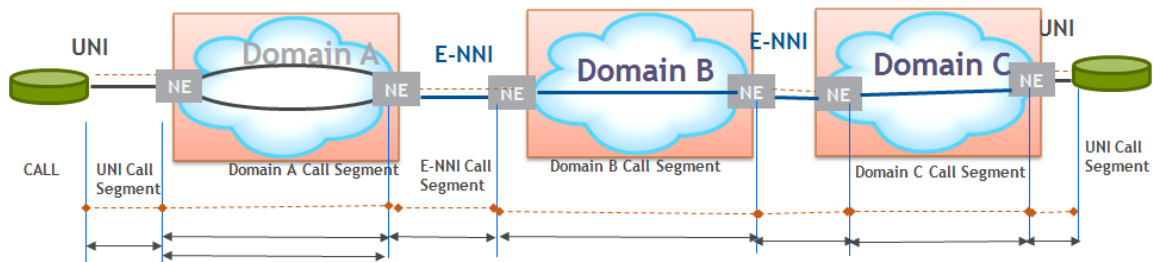 UNI
Domain A
E-NNI
Domain B
E-NNI
Domain C
UNI
NE
NE
NE
NE
NE
NE
CALL
UNI Call
Segment
Domain A Call Segment
E-NNI Call
Segment
Domain B Call Segment
Domain C Call Segment
UNI Call
Segment